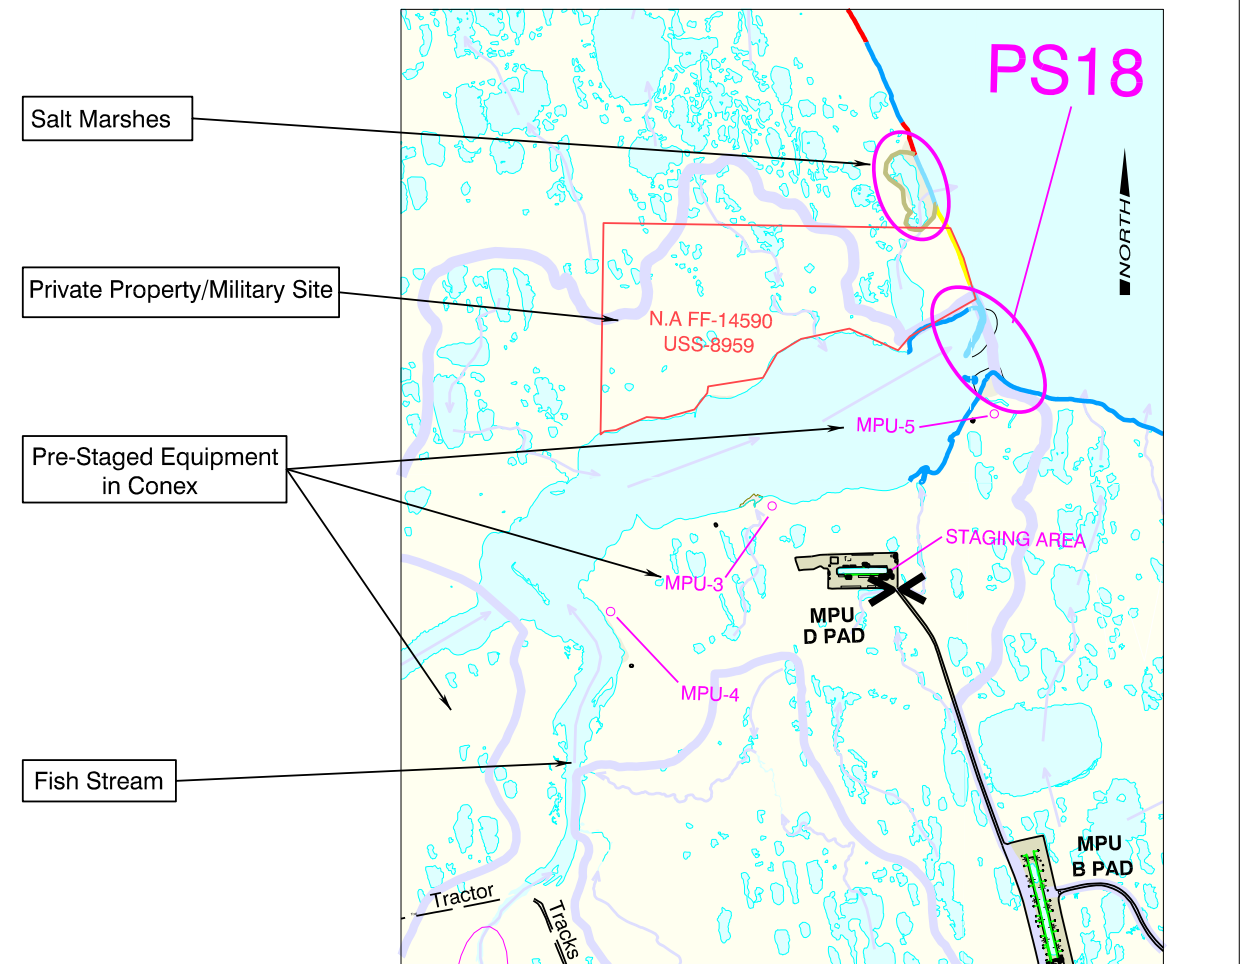 PS18
Salt Marshes
NORTH
Private Property/Military Site
N.A FF-14590
USS-8959
MPU-5
Pre-Staged Equipment
in Conex
STAGING AREA
MPU-3
MPU
D PAD
MPU-4
Fish Stream
MPU
B PAD
Tractor
Tracks